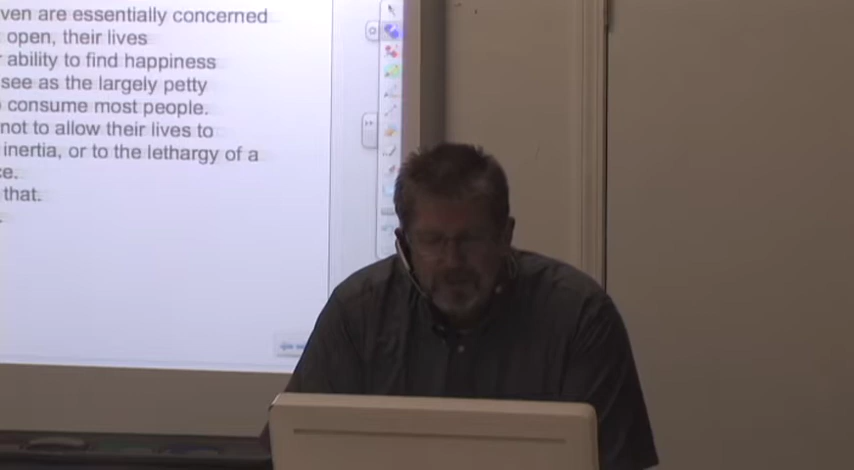 ven are essentially concerned
open, their lives
ability to find happiness
see as the largely petty
consume most people.
not to allow their lives to
inertia, or to the lethargy of a
ce.
that.